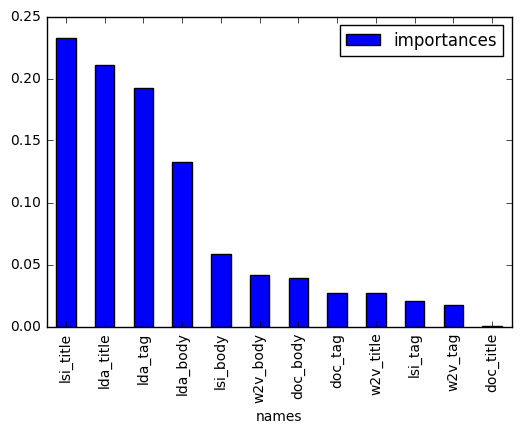 importances
0.25
0.20
0.15
0.10
0.05
0.00
lsi_title
lda_title
lda_tag
lda_body
lsi_body
w2v_body
doc_body
doc_tag
w2v_title
lsi_tag
w2v_tag
doc_title
names